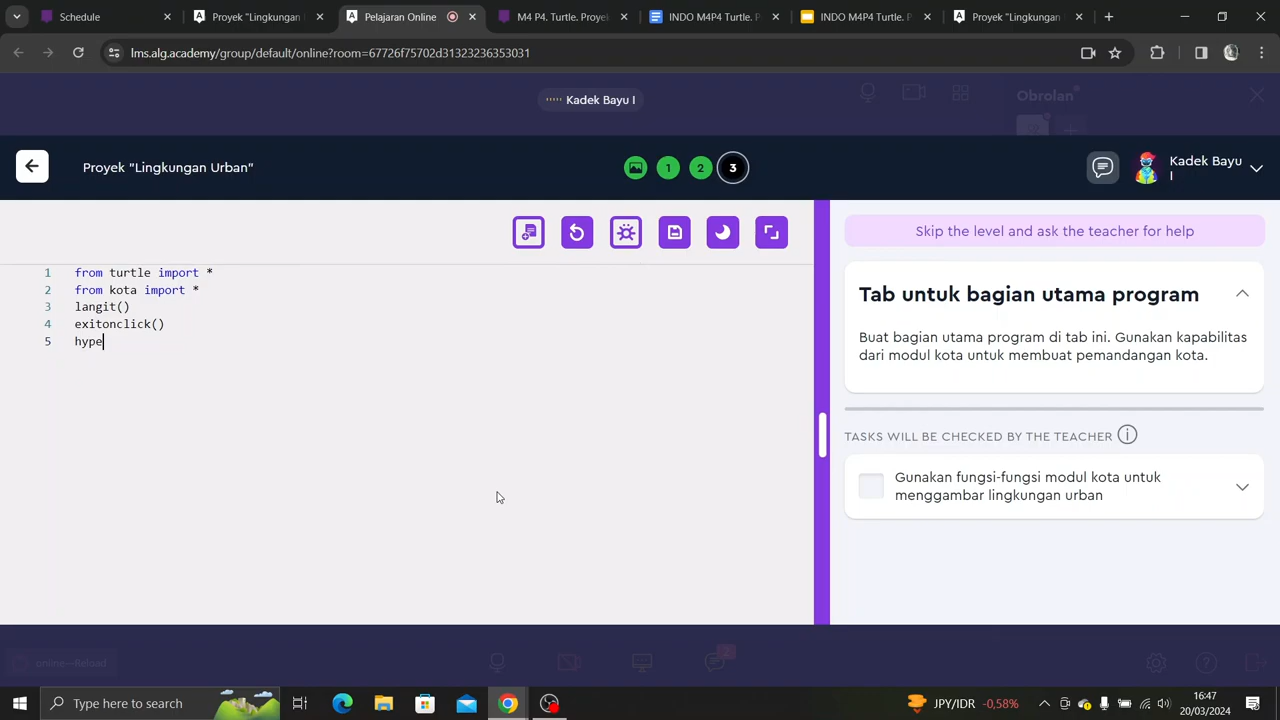 Schedule
Proyek "Lingkungan
Pelajaran Online
M4 P4. Turtle. Proye
INDO M4P4 Turtle. P
INDO M4P4 Turtle. P
Proyek "Lingkungan
lms.alg.academy/group/default/online?room=67726f75702d31323236353031
Kadek Bayu I
Obrolan
Proyek "Lingkungan Urban"
1
2
3
Kadek Bayu
I
1 from turtle import *
2 from kota import *
3 langit()
4 exitonclick()
5 hype
Skip the level and ask the teacher for help
Tab untuk bagian utama program
Buat bagian utama program di tab ini. Gunakan kapabilitas
dari modul kota untuk membuat pemandangan kota.
TASKS WILL BE CHECKED BY THE TEACHER
Gunakan fungsi-fungsi modul kota untuk
menggambar lingkungan urban
online—Reload
2
Type here to search
JPY/IDR -0,58%
16:47
20/03/2024